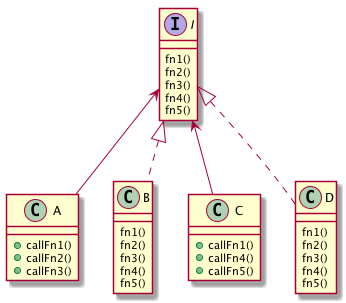 I I
fn1()
fn2()
fn3()
fn4()
fn5()
C A
callFn1()
callFn2()
callFn3()
C B
fn1()
fn2()
fn3()
fn4()
fn5()
C C
callFn1()
callFn4()
callFn5()
C D
fn1()
fn2()
fn3()
fn4()
fn5()